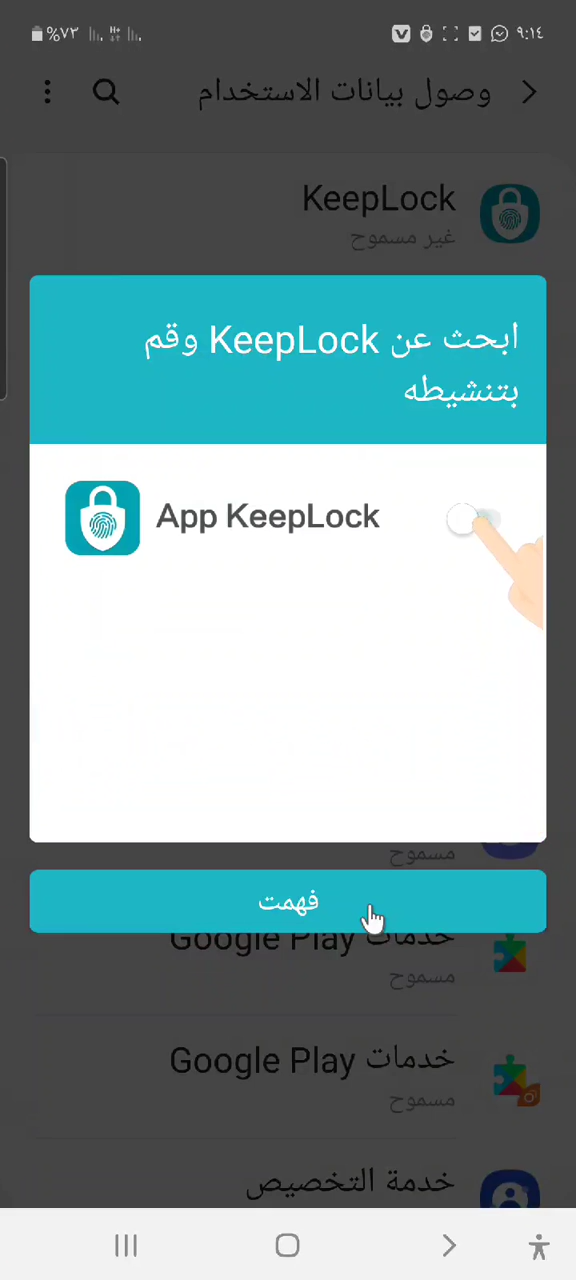 %٧٣ ٩:١٤
وصول بيانات الاستخدام
KeepLock
غير مسموح
ابحث عن KeepLock وقم
بتنشيطه
App KeepLock
مسموح
فهمت
خدمات Google Play
مسموح
خدمات Google Play
مسموح
خدمة التخصيص